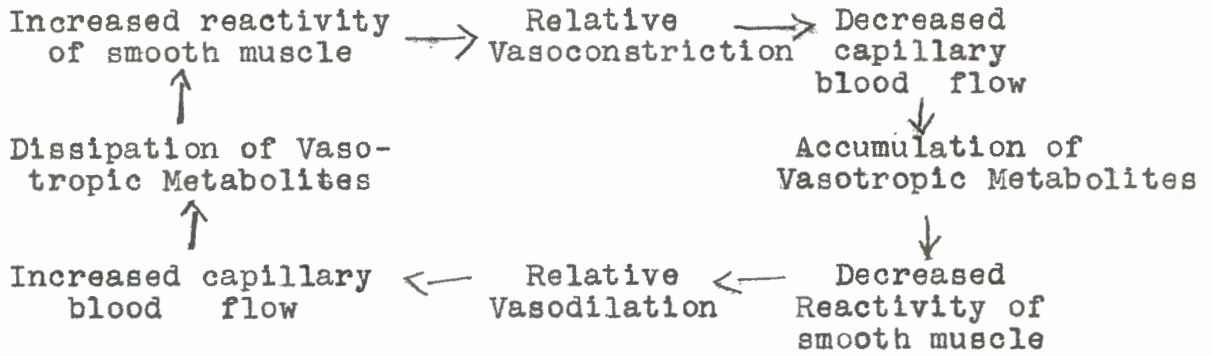 Increased reactivity
of smooth muscle
Relative
Vasoconstriction
Decreased
capillary
blood flow
Accumulation of
Vasotropic Metabolites
Decreased
Reactivity of
smooth muscle
Relative
Vasodilation
Increased capillary
blood flow
Dissipation of Vaso-
tropic Metabolites